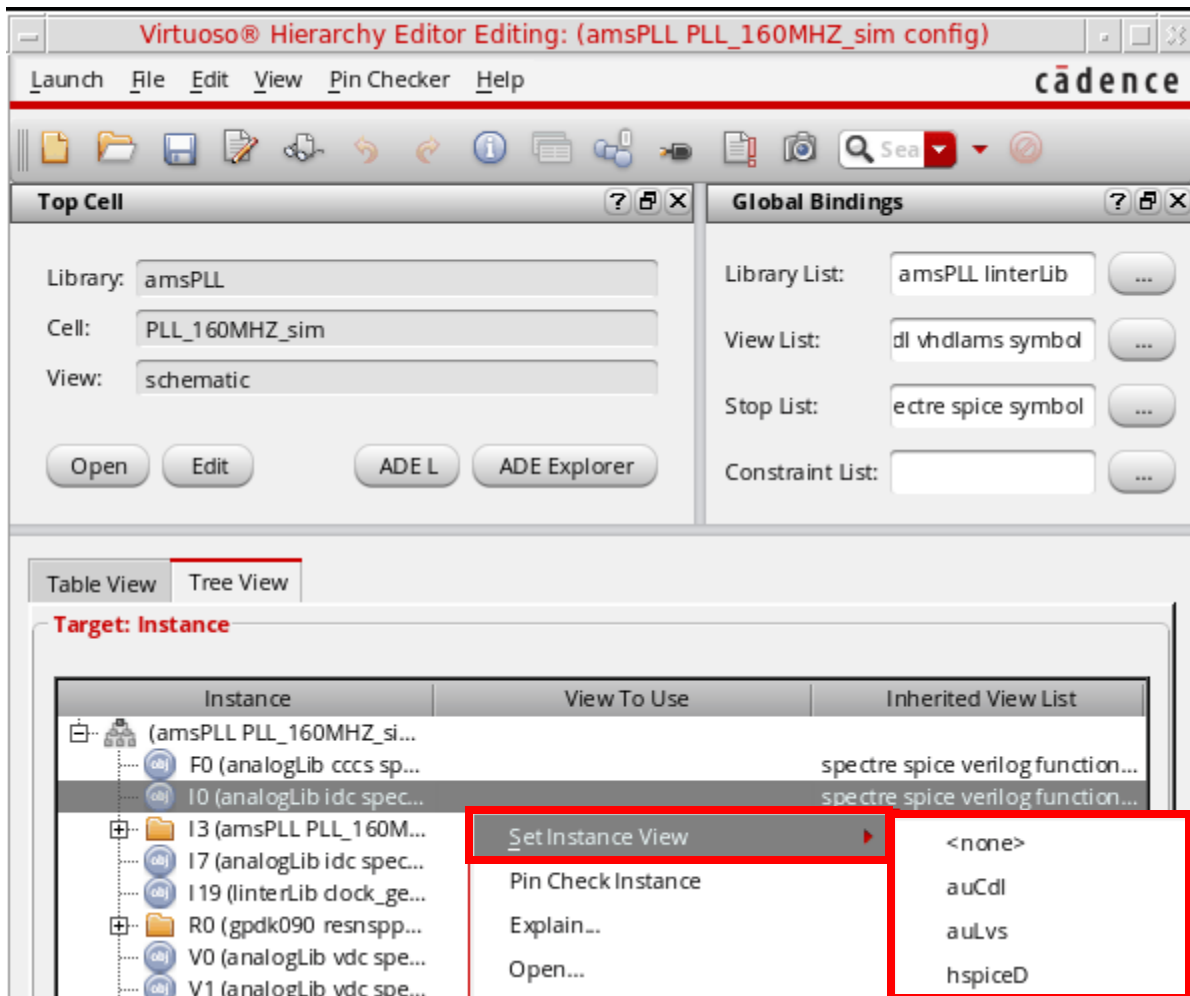 Virtuoso® Hierarchy Editor Editing: (amsPLL PLL_160MHZ_sim config)
Launch File Edit View Pin Checker Help
cādence
Sea
Top Cell
Global Bindings
Library: amsPLL
Cell: PLL_160MHZ_sim
View: schematic
Open Edit ADE L ADE Explorer
Library List: amsPLL linterLib ...
View List: dl vhdlams symbol ...
Stop List: ectre spice symbol ...
Constraint List: ...
Table View Tree View
Target: Instance
Instance View To Use Inherited View List
(amsPLL PLL_160MHZ_si...
F0 (analogLib cccs sp... spectre spice verilog function...
I0 (analogLib idc spec... spectre spice verilog function...
I3 (amsPLL PLL_160M...
I7 (analogLib idc spec...
I19 (linterLib clock_ge...
R0 (gpdk090 resnspp...
V0 (analogLib vdc spe...
V1 (analogLib vdc spe...
Set Instance View
Pin Check Instance
Explain...
Open...
<none>
auCdl
auLvs
hspiceD